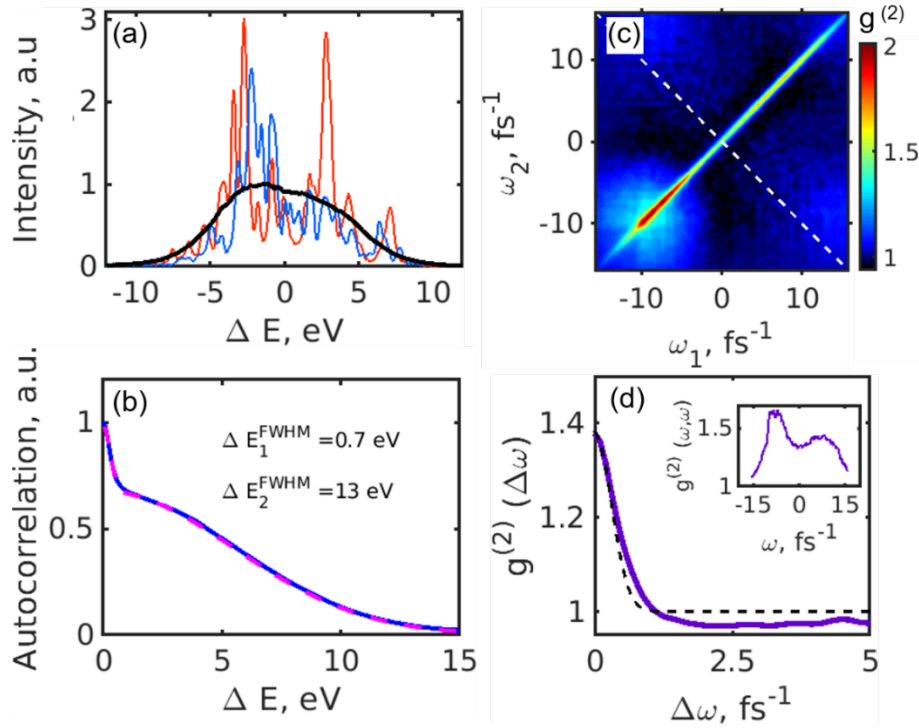 (a)
Intensity, a.u
3
2
1
0
-10 -5 0 5 10
Δ E, eV
(c)
g(2)
2
1.5
1
ω2, fs-1
10
0
-10
-10 0 10
ω1, fs-1
(b)
Autocorrelation, a.u.
1
0.5
0
Δ E1FWHM =0.7 eV
Δ E2FWHM =13 eV
0 5 10 15
Δ E, eV
(d)
g(2) (Δω)
1.4
1.2
1
g(2) (ω,ω)
1.5
1
-15 0 15
ω, fs-1
0 2.5 5
Δω, fs-1